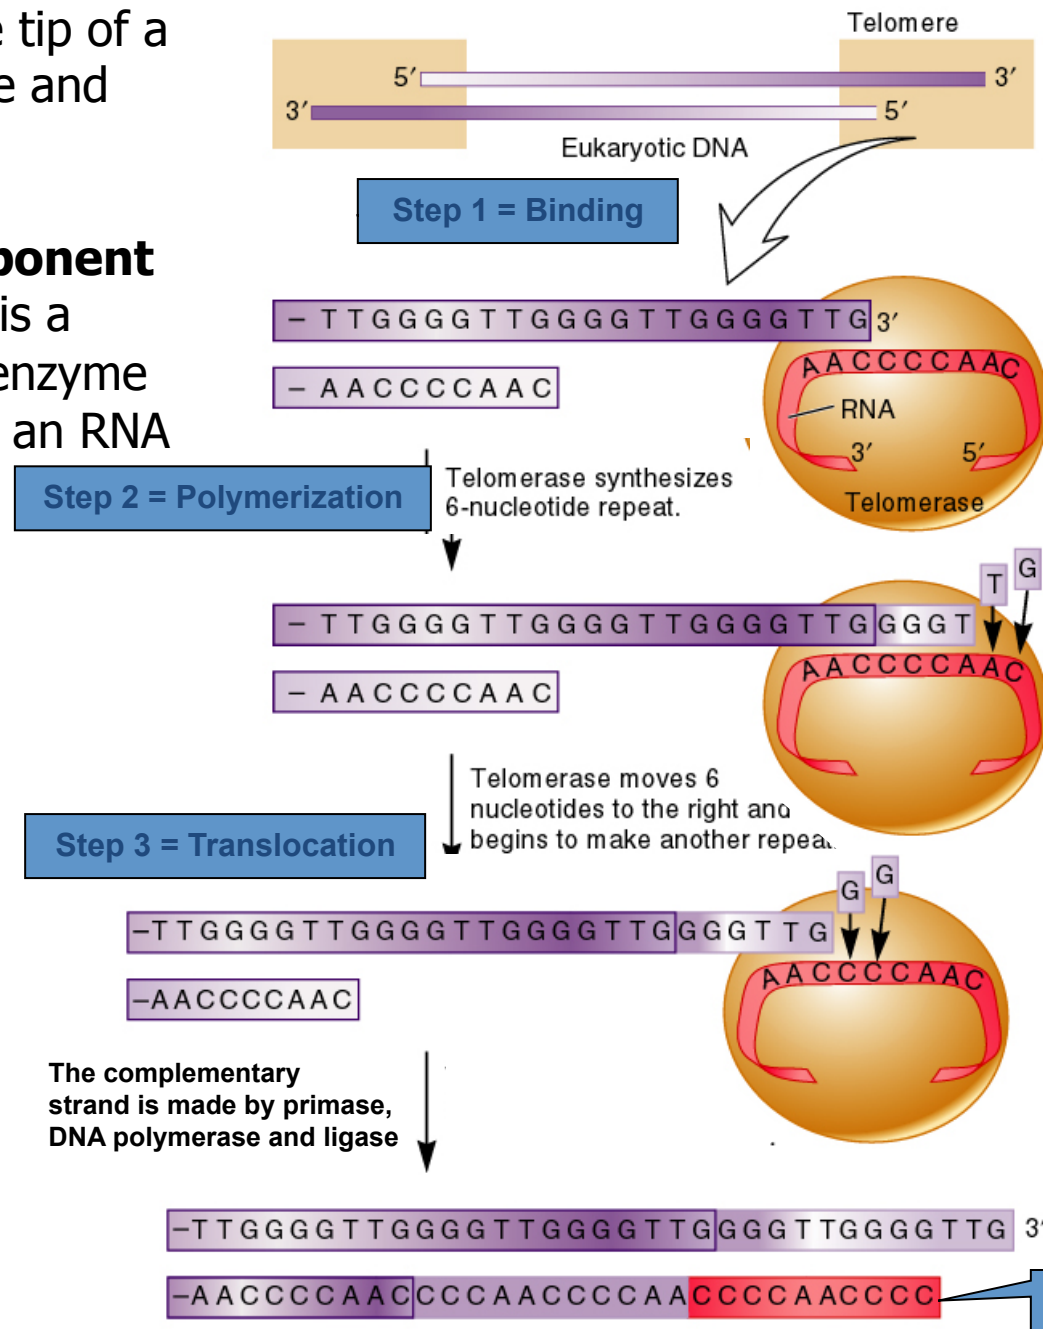 e tip of a
e and
ponent
is a
enzyme
an RNA
Telomere
5′ 3′
3′ 5′
Eukaryotic DNA
Step 1 = Binding
– T T G G G G T T G G G G T T G G G G T T G 3′
– A A C C C C A A C
A A C C C C A A C
RNA
3′ 5′
Telomerase
Step 2 = Polymerization
Telomerase synthesizes
6-nucleotide repeat.
T G
– T T G G G G T T G G G G T T G G G G T T G G G G T
– A A C C C C A A C
A A C C C C A A C
Telomerase moves 6
nucleotides to the right and
begins to make another repeat.
Step 3 = Translocation
G G
–T T G G G G T T G G G G T T G G G G T T G G G G T T G
–A A C C C C A A C
A A C C C C A A C
The complementary
strand is made by primase,
DNA polymerase and ligase
–T T G G G G T T G G G G T T G G G G T T G G G G T T G G G G T T G 3′
–A A C C C C A A C C C C A A C C C C A A C C C C A A C C C C